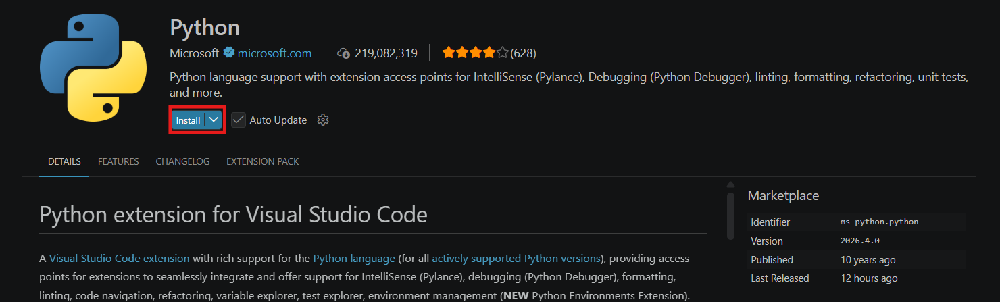 Python
Microsoft microsoft.com 219,082,319 (628)
Python language support with extension access points for IntelliSense (Pylance), Debugging (Python Debugger), linting, formatting, refactoring, unit tests,
and more.
Install Auto Update
DETAILS FEATURES CHANGELOG EXTENSION PACK
Python extension for Visual Studio Code
A Visual Studio Code extension with rich support for the Python language (for all actively supported Python versions), providing access
points for extensions to seamlessly integrate and offer support for IntelliSense (Pylance), debugging (Python Debugger), formatting,
linting, code navigation, refactoring, variable explorer, test explorer, environment management (NEW Python Environments Extension).
Marketplace
Identifier ms-python.python
Version 2026.4.0
Published 10 years ago
Last Released 12 hours ago